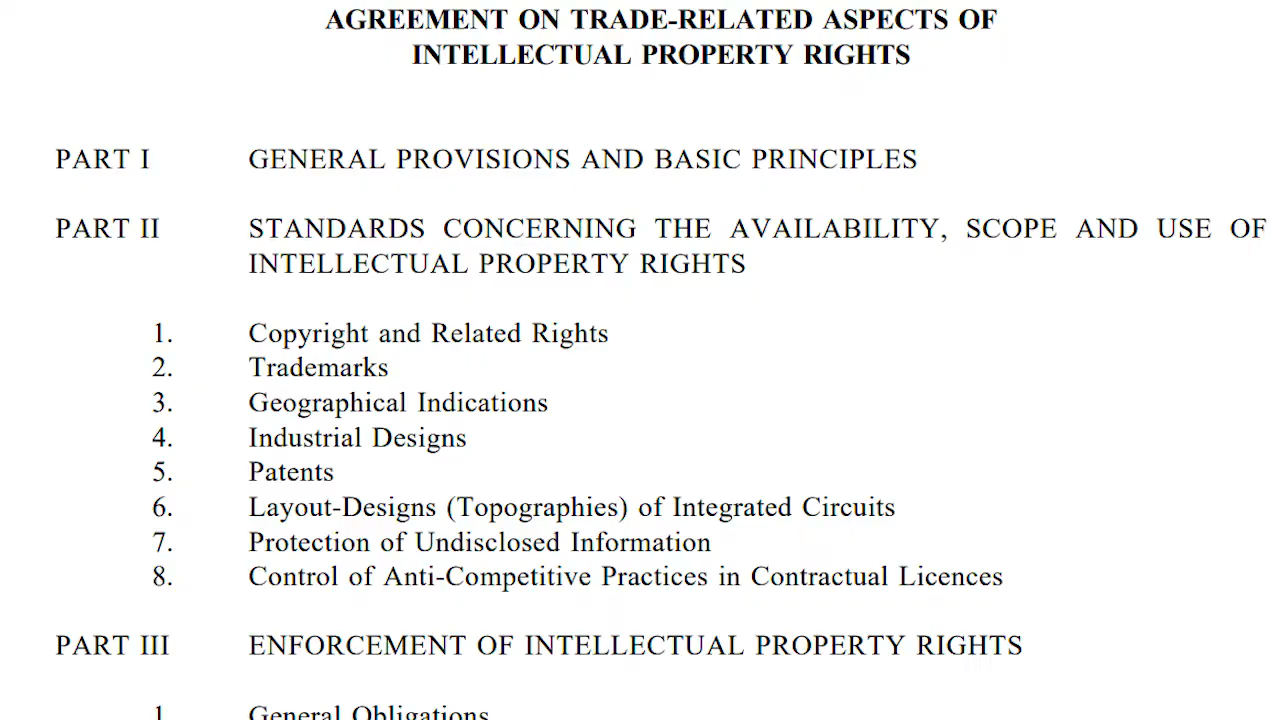 AGREEMENT ON TRADE-RELATED ASPECTS OF
INTELLECTUAL PROPERTY RIGHTS
PART I GENERAL PROVISIONS AND BASIC PRINCIPLES
PART II STANDARDS CONCERNING THE AVAILABILITY, SCOPE AND USE OF
INTELLECTUAL PROPERTY RIGHTS
1. Copyright and Related Rights
2. Trademarks
3. Geographical Indications
4. Industrial Designs
5. Patents
6. Layout-Designs (Topographies) of Integrated Circuits
7. Protection of Undisclosed Information
8. Control of Anti-Competitive Practices in Contractual Licences
PART III ENFORCEMENT OF INTELLECTUAL PROPERTY RIGHTS
1. General Obligations